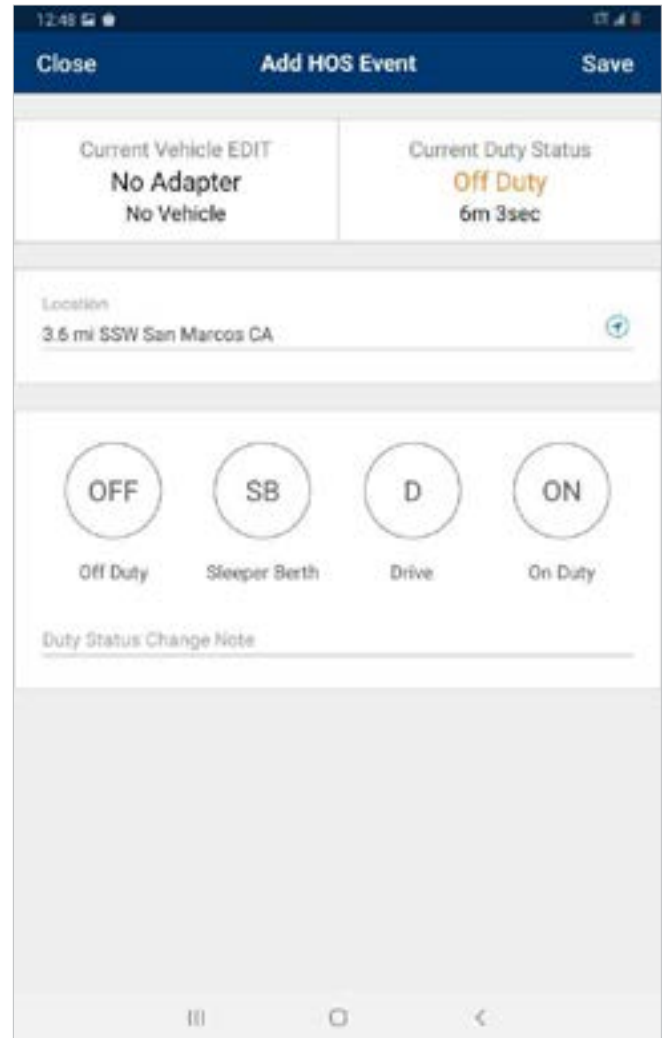 12:48
Close Add HOS Event Save
Current Vehicle EDIT
No Adapter
No Vehicle
Current Duty Status
Off Duty
6m 3sec
Location
3.6 mi SSW San Marcos CA
OFF SB D ON
Off Duty Sleeper Berth Drive On Duty
Duty Status Change Note